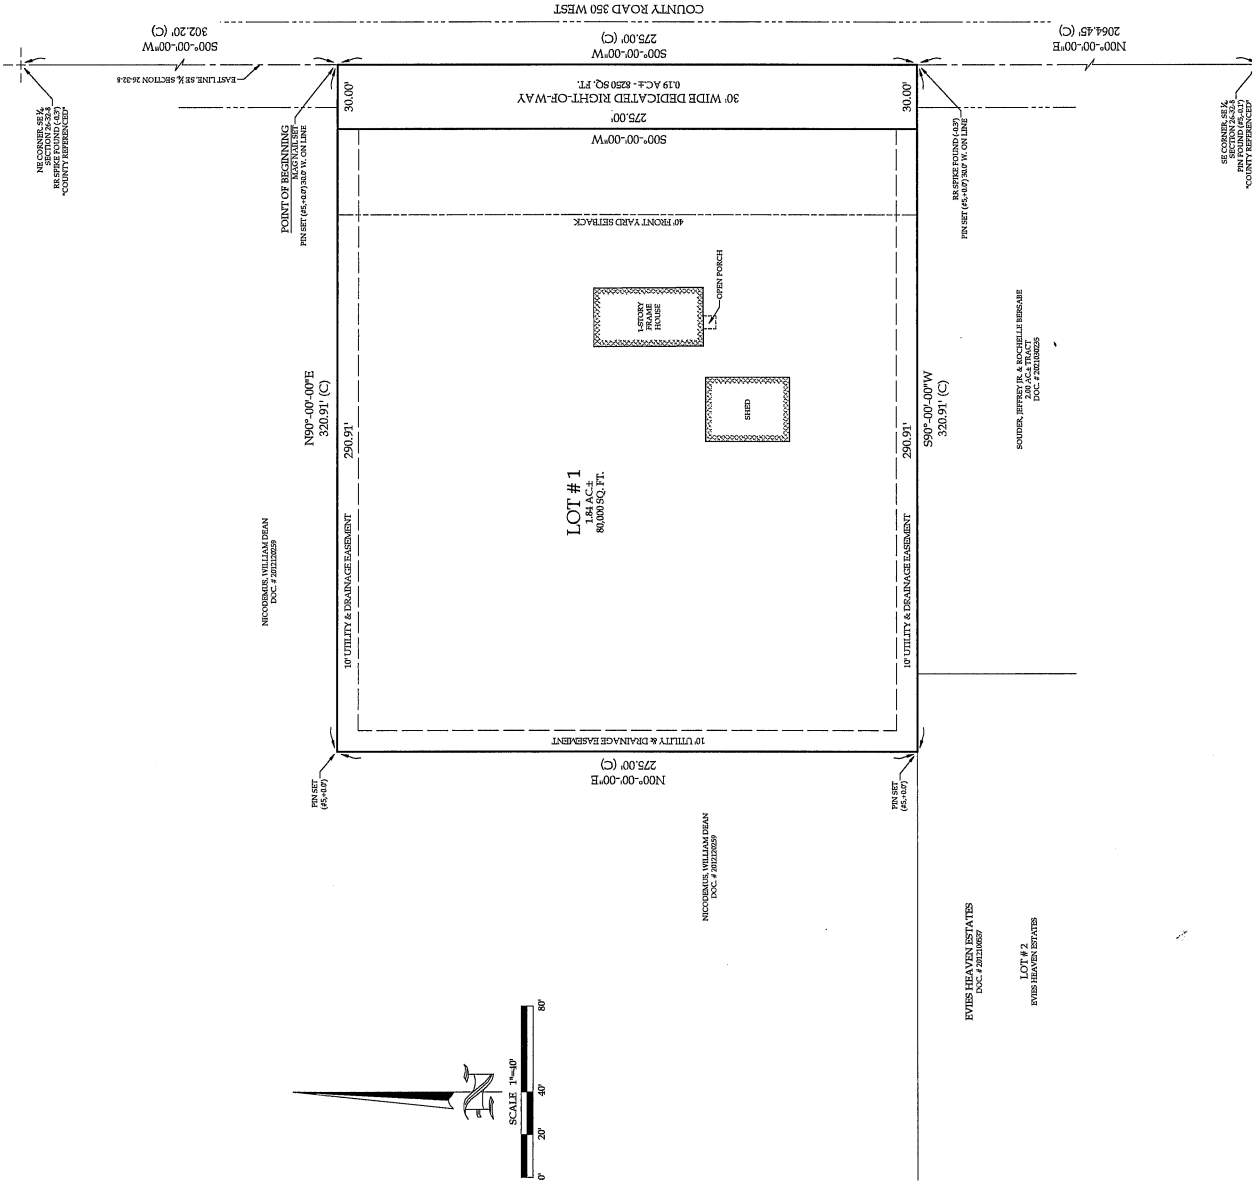 COUNTY ROAD 350 WEST
302.20' (C)
S00°-00'-00"W
275.00' (C)
S00°-00'-00"W
2064.45' (C)
N00°-00'-00"E
EAST LINE, SE ¼, SECTION 26-32-8
NE CORNER, SE ¼
SECTION 26-32-8
RR SPIKE FOUND (-0.3')
*COUNTY REFERENCED*
POINT OF BEGINNING
MAG NAIL SET
PIN SET (#5,+0.0') 30.0' W. ON LINE
30.00'
0.19 AC.± - 8250 SQ. FT.
30' WIDE DEDICATED RIGHT-OF-WAY
275.00'
S00°-00'-00"W
30.00'
RR SPIKE FOUND (-0.3')
PIN SET (#5,+0.0') 30.0' W. ON LINE
SE CORNER, SE ¼
SECTION 26-32-8
PIN FOUND (#5,-0.1')
*COUNTY REFERENCED*
40' FRONT YARD SETBACK
1-STORY
FRAME
HOUSE
OPEN PORCH
SHED
N90°-00'-00"E
320.91' (C)
290.91'
10' UTILITY & DRAINAGE EASEMENT
LOT # 1
1.84 AC.±
80,000 SQ. FT.
290.91'
S90°-00'-00"W
320.91' (C)
10' UTILITY & DRAINAGE EASEMENT
SOUDER, JEFFREY JR. & ROCHELLE BERSABE
2.00 AC.± TRACT
DOC. #
NICODEMUS, WILLIAM DEAN
DOC. # 2012120259
10' UTILITY & DRAINAGE EASEMENT
275.00' (C)
N00°-00'-00"E
PIN SET
(#5,+0.0')
PIN SET
(#5,+0.0')
NICODEMUS, WILLIAM DEAN
DOC. # 2012120259
EVIES HEAVEN ESTATES
DOC. #
LOT # 2
EVIES HEAVEN ESTATES
N
SCALE 1"=40'
0' 20' 40' 80'